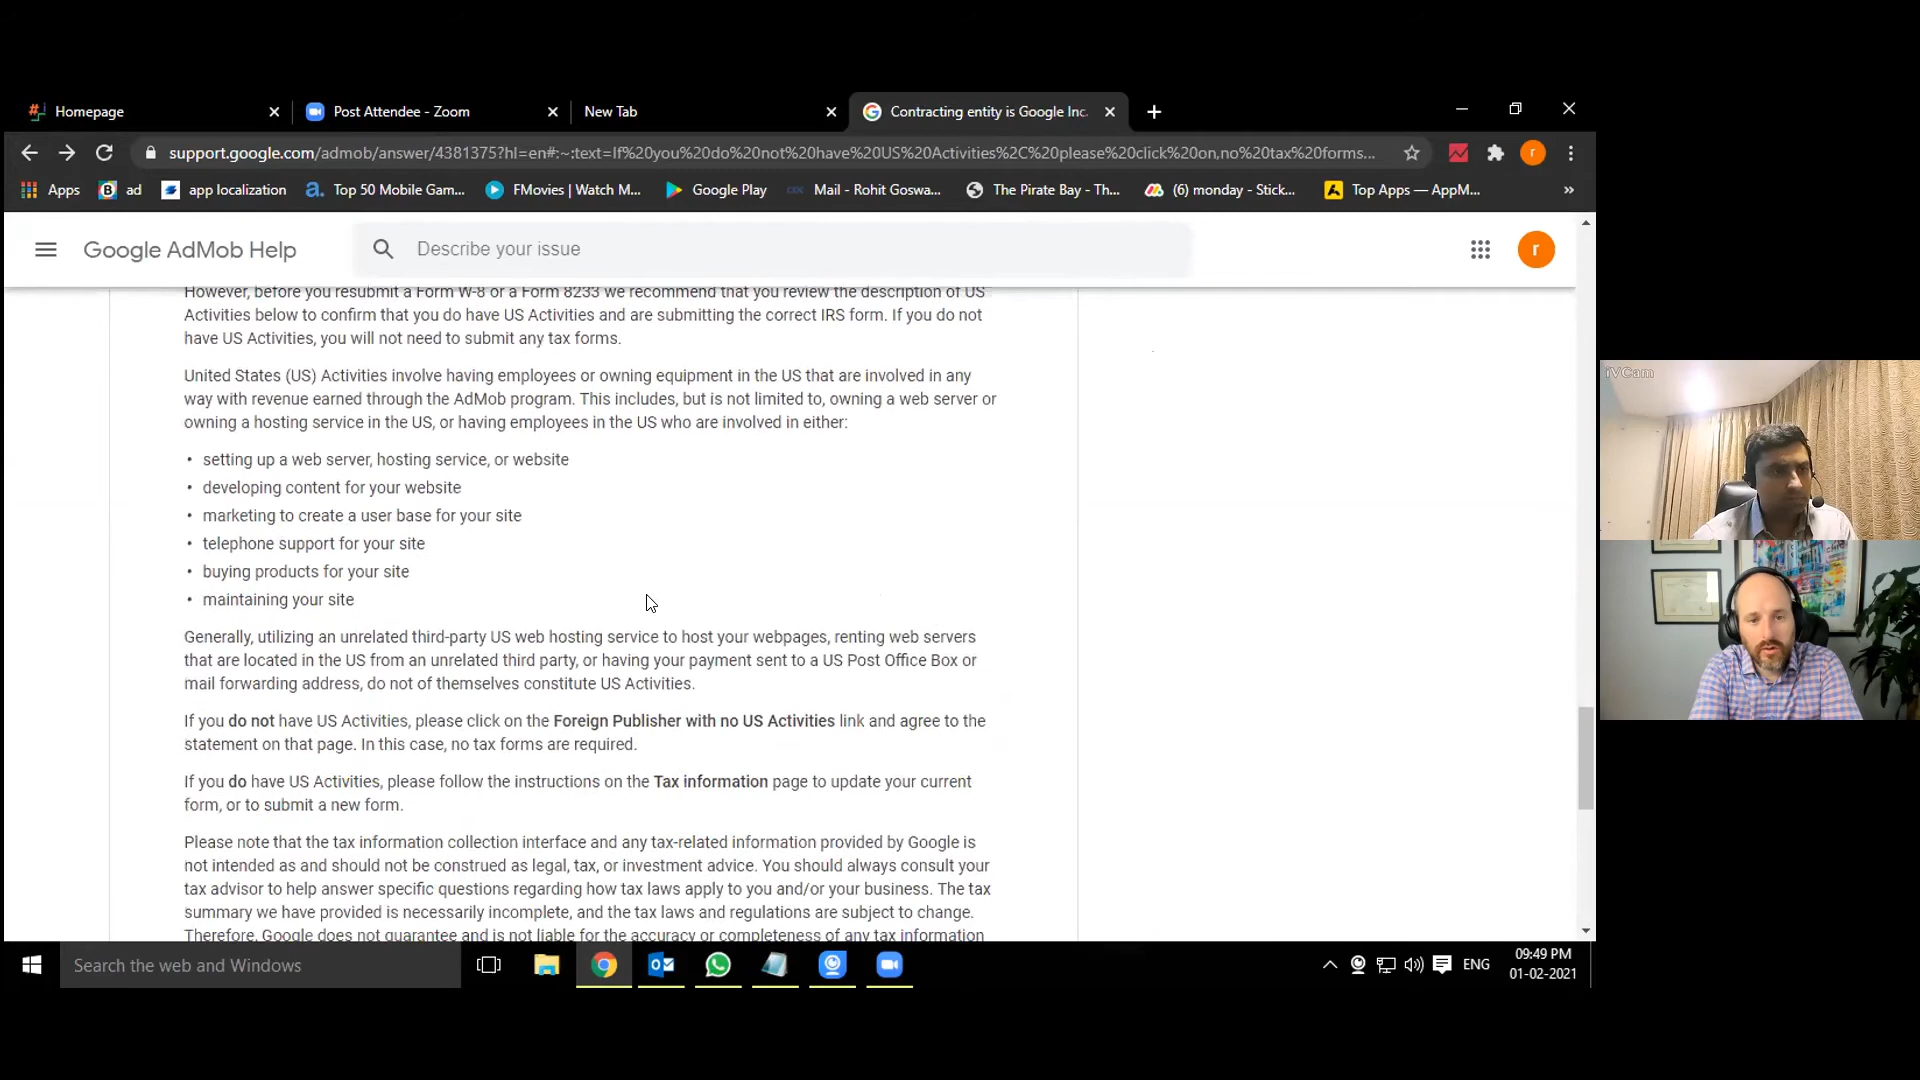 Homepage
Post Attendee - Zoom
New Tab
Contracting entity is Google Inc.
support.google.com/admob/answer/4381375?hl=en#:~:text=If%20you%20do%20not%20have%20US%20Activities%2C%20please%20click%20on,no%20tax%20forms...
Apps
ad
app localization
Top 50 Mobile Gam...
FMovies | Watch M...
Google Play
Mail - Rohit Goswa...
The Pirate Bay - Th...
(6) monday - Stick...
Top Apps — AppM...
»
Google AdMob Help
Describe your issue
r
However, before you resubmit a Form W-8 or a Form 8233 we recommend that you review the description of US
Activities below to confirm that you do have US Activities and are submitting the correct IRS form. If you do not
have US Activities, you will not need to submit any tax forms.
United States (US) Activities involve having employees or owning equipment in the US that are involved in any
way with revenue earned through the AdMob program. This includes, but is not limited to, owning a web server or
owning a hosting service in the US, or having employees in the US who are involved in either:
• setting up a web server, hosting service, or website
• developing content for your website
• marketing to create a user base for your site
• telephone support for your site
• buying products for your site
• maintaining your site
Generally, utilizing an unrelated third-party US web hosting service to host your webpages, renting web servers
that are located in the US from an unrelated third party, or having your payment sent to a US Post Office Box or
mail forwarding address, do not of themselves constitute US Activities.
If you do not have US Activities, please click on the Foreign Publisher with no US Activities link and agree to the
statement on that page. In this case, no tax forms are required.
If you do have US Activities, please follow the instructions on the Tax information page to update your current
form, or to submit a new form.
Please note that the tax information collection interface and any tax-related information provided by Google is
not intended as and should not be construed as legal, tax, or investment advice. You should always consult your
tax advisor to help answer specific questions regarding how tax laws apply to you and/or your business. The tax
summary we have provided is necessarily incomplete, and the tax laws and regulations are subject to change.
Therefore, Google does not guarantee and is not liable for the accuracy or completeness of any tax information
iVCam
Search the web and Windows
ENG
09:49 PM
01-02-2021